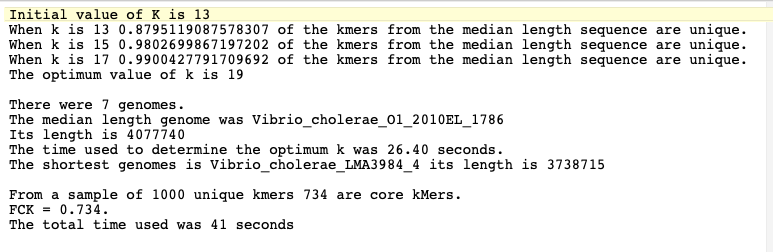 Initial value of K is 13
When k is 13 0.8795119087578307 of the kmers from the median length sequence are unique.
When k is 15 0.9802699867197202 of the kmers from the median length sequence are unique.
When k is 17 0.9900427791709692 of the kmers from the median length sequence are unique.
The optimum value of k is 19
There were 7 genomes.
The median length genome was Vibrio_cholerae_O1_2010EL_1786
Its length is 4077740
The time used to determine the optimum k was 26.40 seconds.
The shortest genomes is Vibrio_cholerae_LMA3984_4 its length is 3738715
From a sample of 1000 unique kmers 734 are core kMers.
FCK = 0.734.
The total time used was 41 seconds